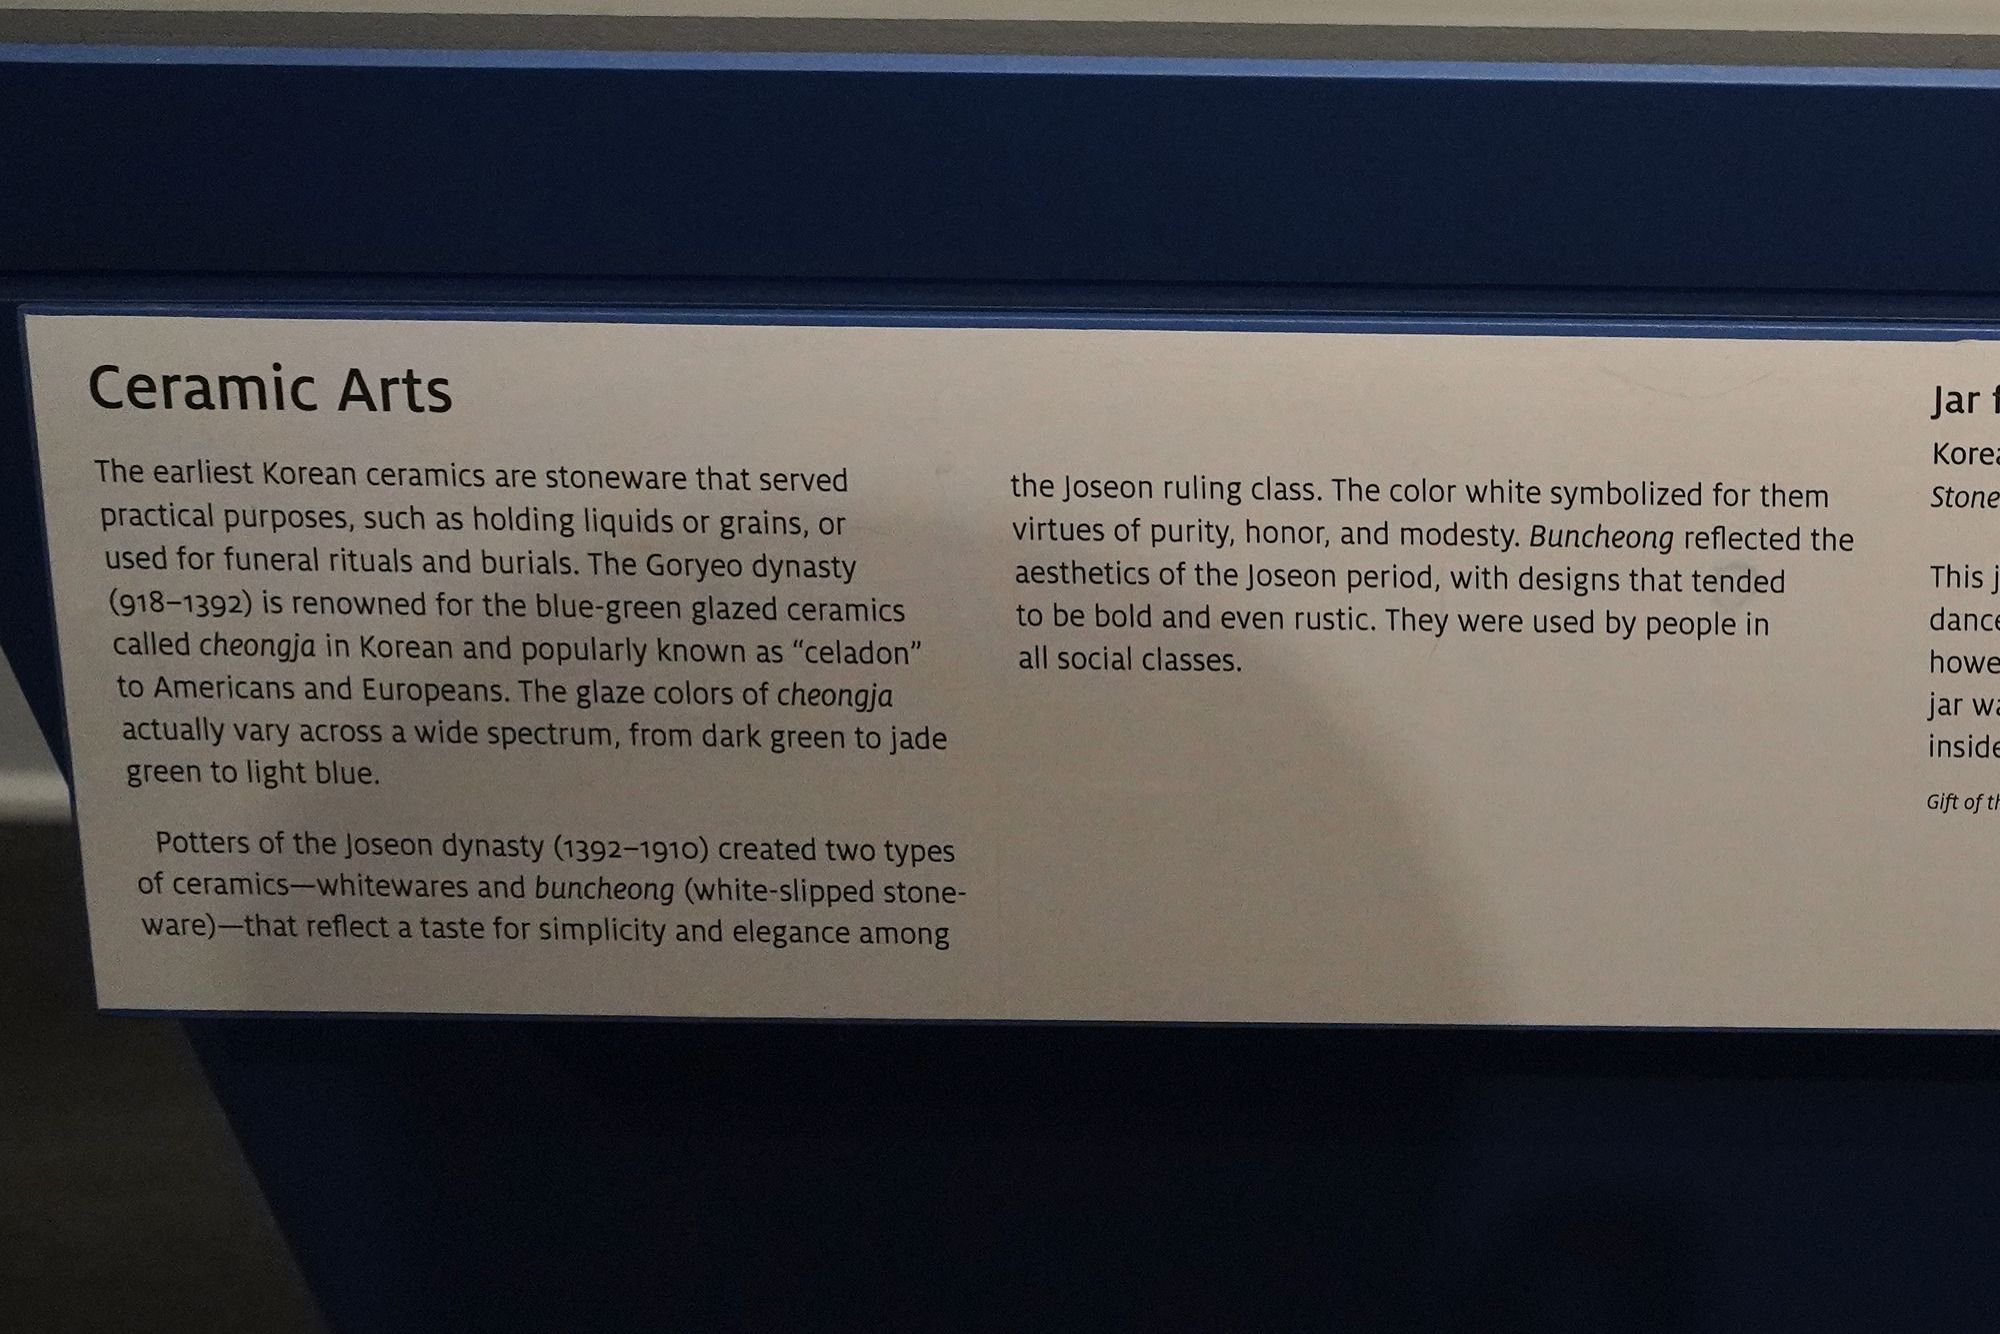 Ceramic Arts
The earliest Korean ceramics are stoneware that served
practical purposes, such as holding liquids or grains, or
used for funeral rituals and burials. The Goryeo dynasty
(918–1392) is renowned for the blue-green glazed ceramics
called cheongja in Korean and popularly known as “celadon”
to Americans and Europeans. The glaze colors of cheongja
actually vary across a wide spectrum, from dark green to jade
green to light blue.
Potters of the Joseon dynasty (1392–1910) created two types
of ceramics—whitewares and buncheong (white-slipped stone-
ware)—that reflect a taste for simplicity and elegance among
the Joseon ruling class. The color white symbolized for them
virtues of purity, honor, and modesty. Buncheong reflected the
aesthetics of the Joseon period, with designs that tended
to be bold and even rustic. They were used by people in
all social classes.
Jar
This
jar
Gift of